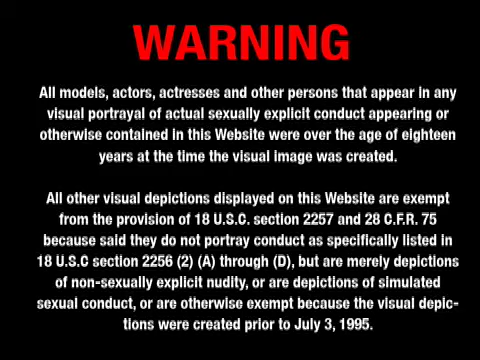 WARNING
All models, actors, actresses and other persons that appear in any
visual portrayal of actual sexually explicit conduct appearing or
otherwise contained in this Website were over the age of eighteen
years at the time the visual image was created.
All other visual depictions displayed on this Website are exempt
from the provision of 18 U.S.C. section 2257 and 28 C.F.R. 75
because said they do not portray conduct as specifically listed in
18 U.S.C section 2256 (2) (A) through (D), but are merely depictions
of non-sexually explicit nudity, or are depictions of simulated
sexual conduct, or are otherwise exempt because the visual depic-
tions were created prior to July 3, 1995.